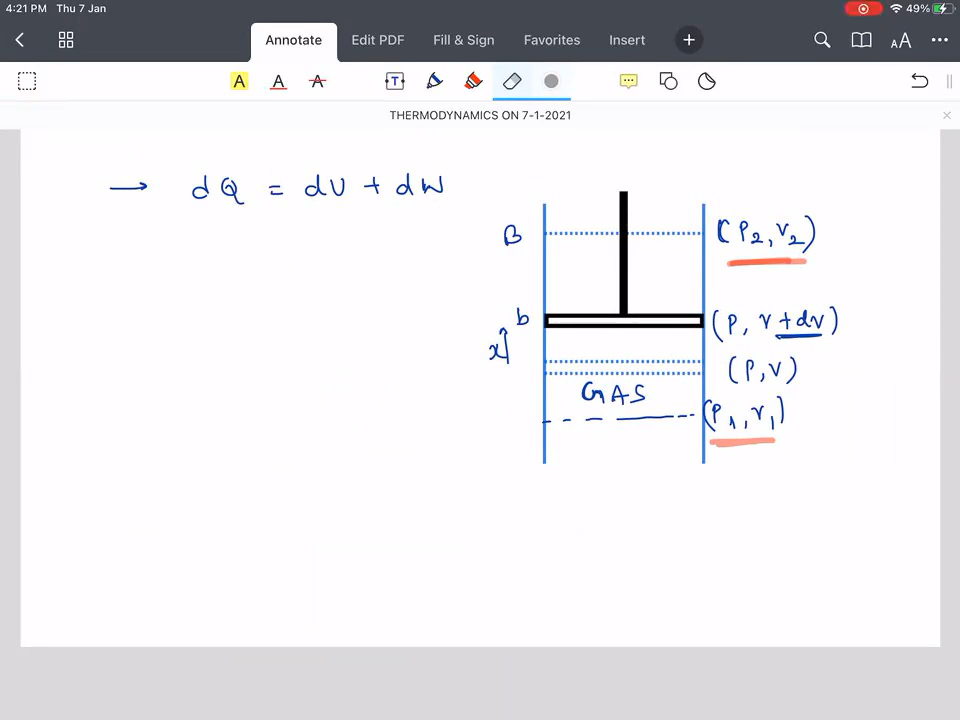 4:21 PM Thu 7 Jan
49%
Annotate Edit PDF Fill & Sign Favorites Insert
AA
A A A T
THERMODYNAMICS ON 7-1-2021
→ dQ = dU + dW
B (P2, V2)
b (P, V + dV)
x
(P, V)
GAS
(P1, V1)